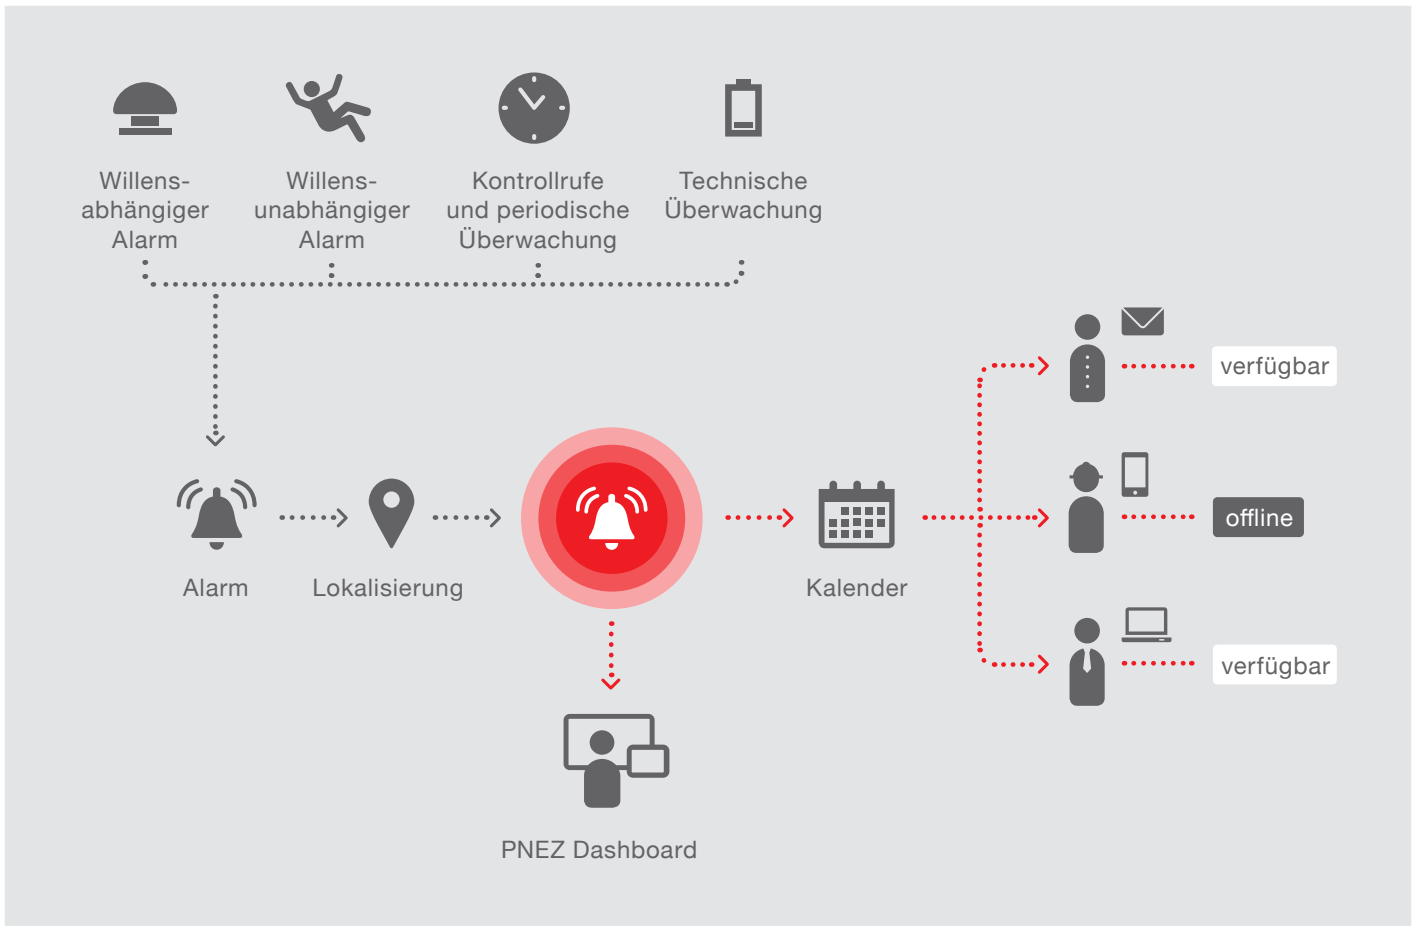 Willens-
abhängiger
Alarm
Willens-
unabhängiger
Alarm
Kontrollrufe
und periodische
Überwachung
Technische
Überwachung
verfügbar
offline
verfügbar
Alarm
Lokalisierung
Kalender
PNEZ Dashboard